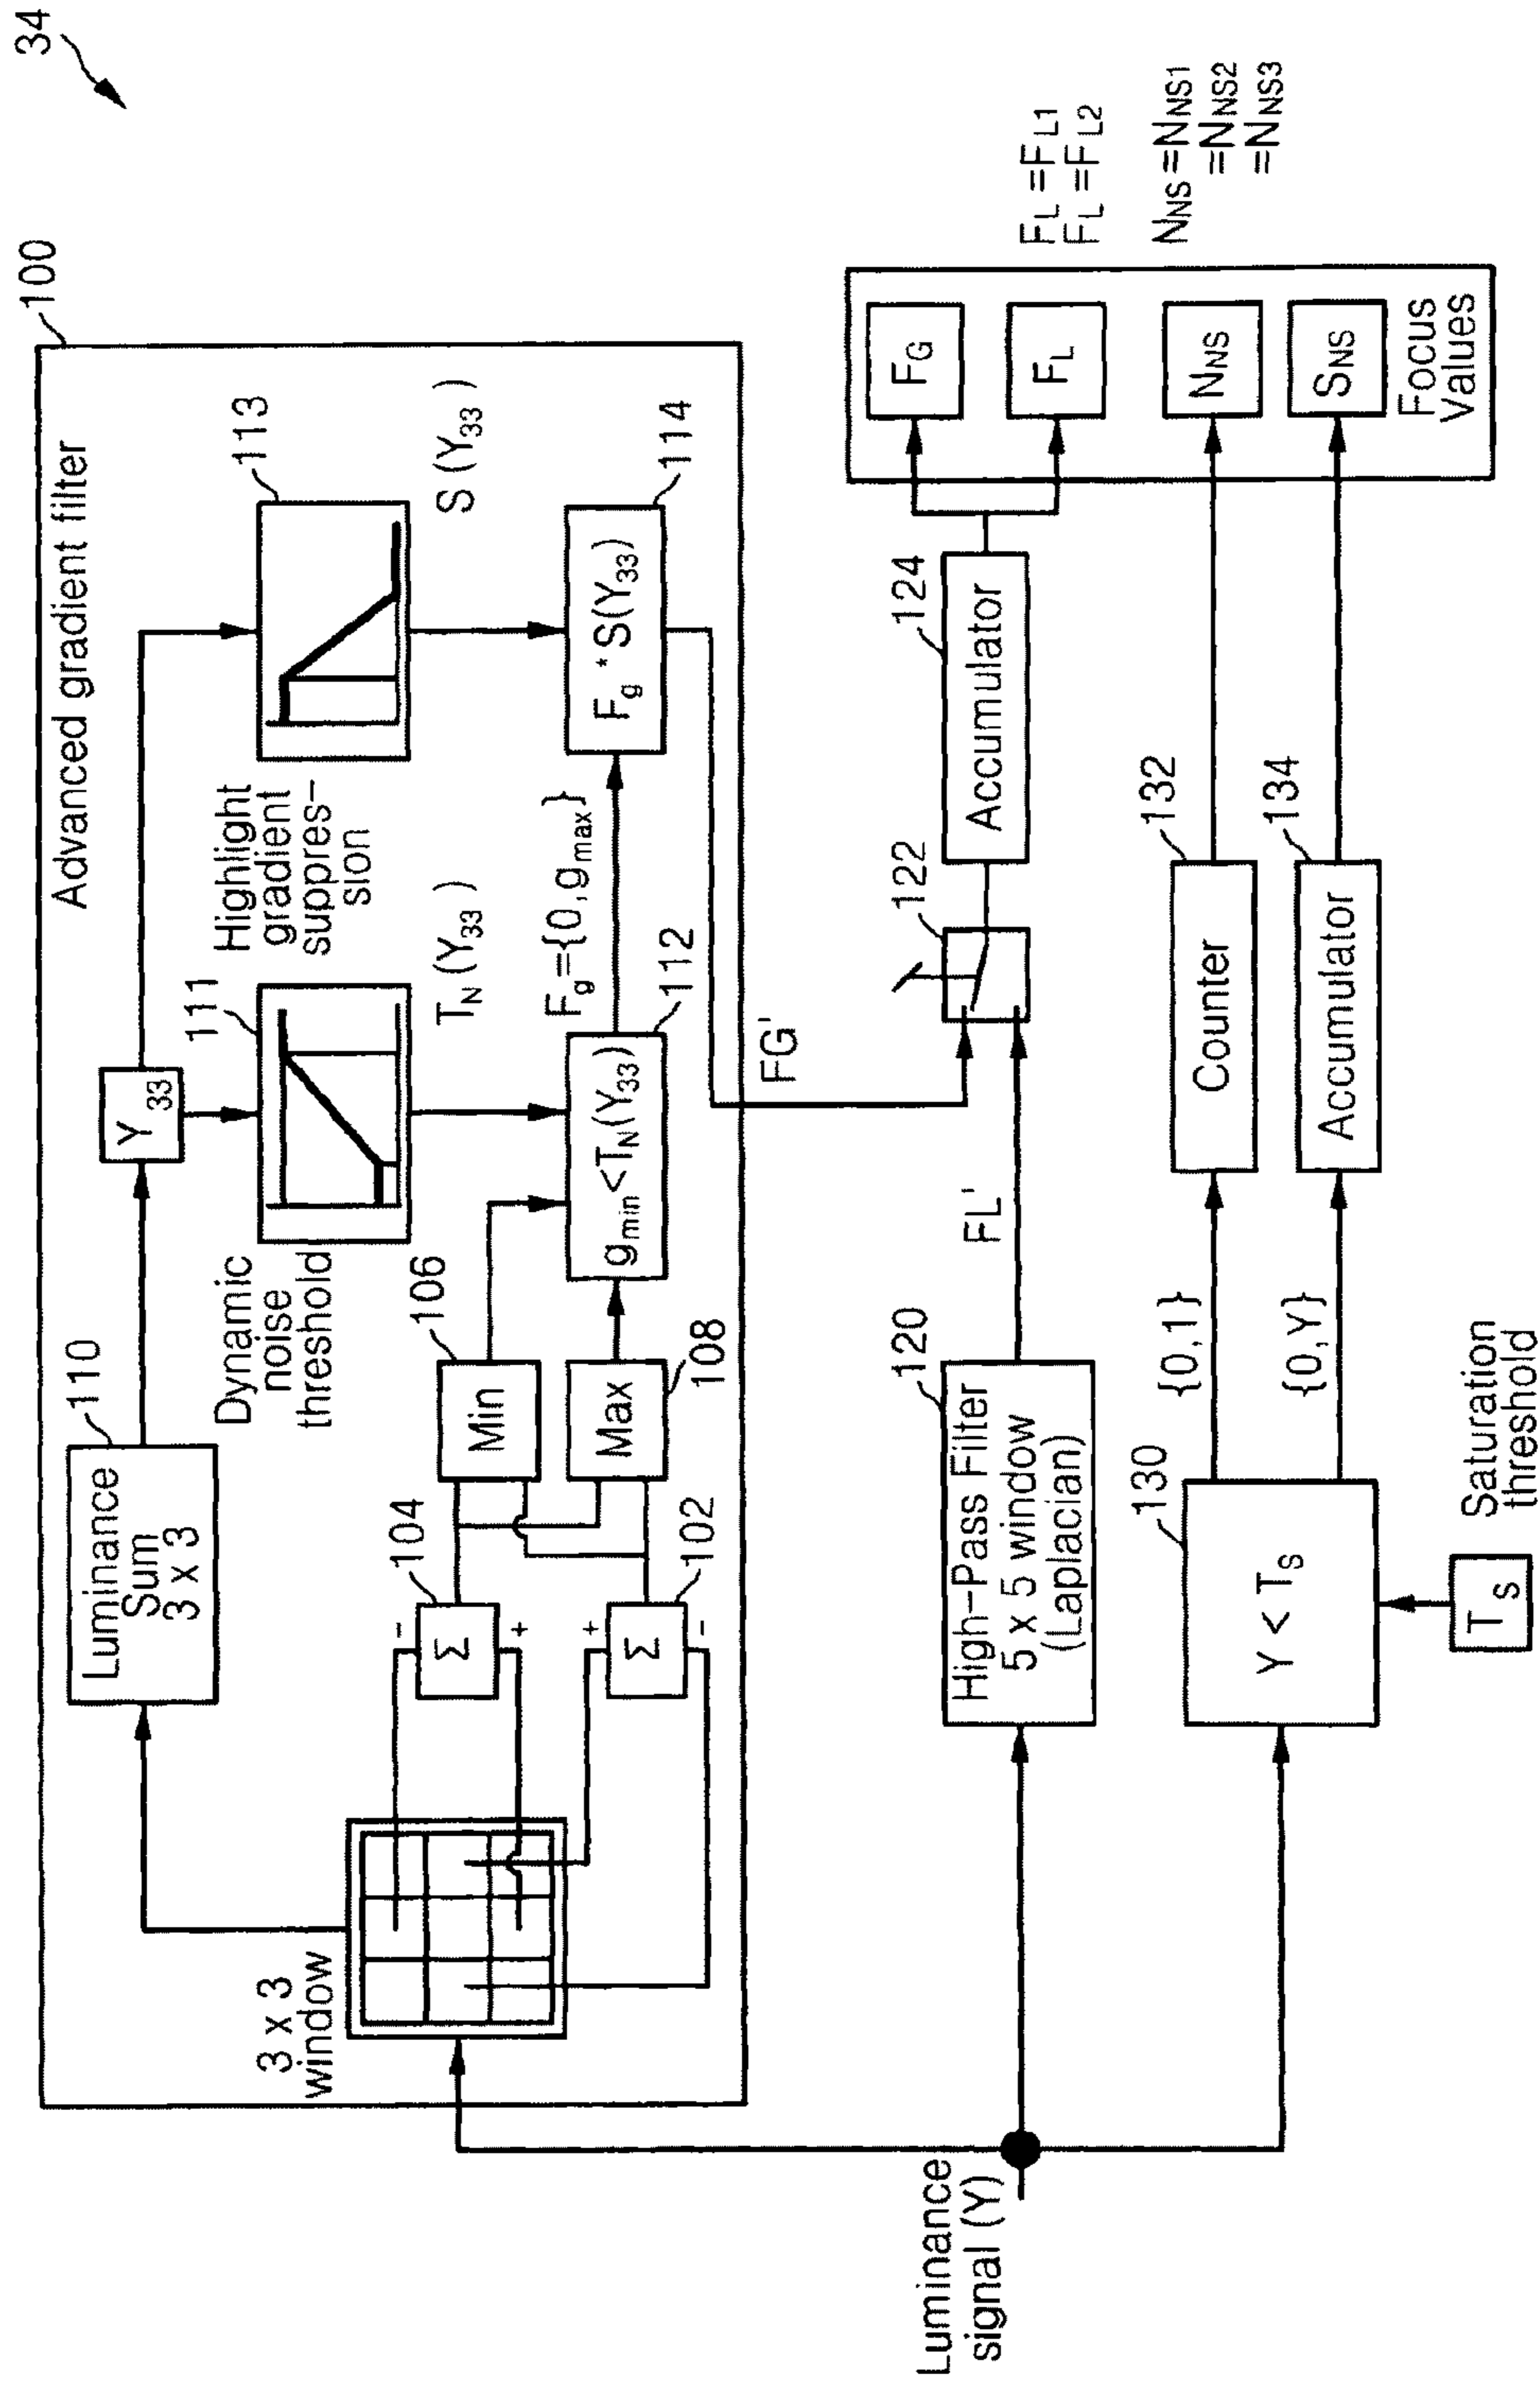 34
100
Advanced gradient filter
110
Luminance
Sum
3 x 3
Y33
111
Dynamic
noise
threshold
TN (Y33)
113
Highlight
gradient
suppres-
sion
S (Y33)
3 x 3
window
-
104
Σ
+
+
102
Σ
-
106
Min
Max
108
gmin<TN(Y33)
112
Fg={0,gmax}
Fg * S(Y33)
114
FG'
Luminance
signal (Y)
120
High-Pass Filter
5 x 5 window
(Laplacian)
FL'
122
124
Accumulator
FG
FL
NNS
SNS
Focus
Values
FL =FL1
FL =FL2
NNS =NNS1
=NNS2
=NNS3
130
Y < Ts
{0,1}
{0,Y}
132
Counter
134
Accumulator
Ts
Saturation
threshold